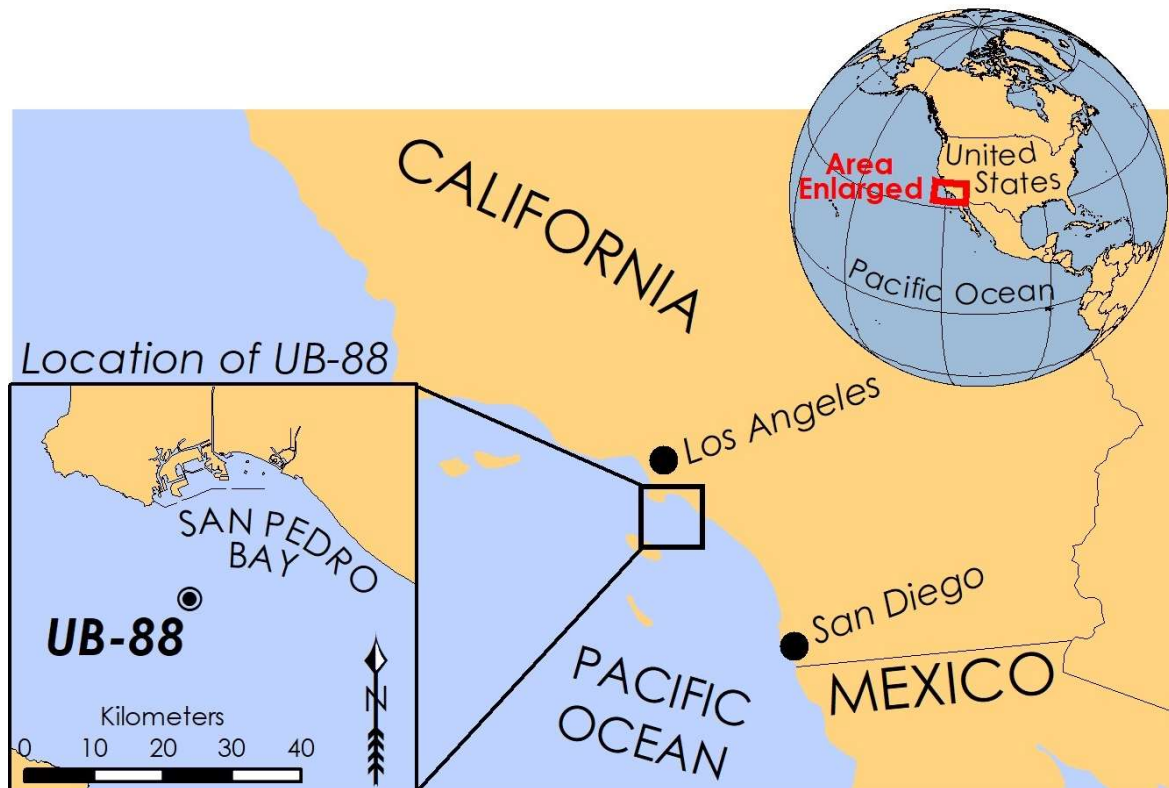 CALIFORNIA
United
States
Area
Enlarged
Pacific Ocean
Location of UB-88
Los Angeles
SAN PEDRO
BAY
UB-88
San Diego
MEXICO
PACIFIC
OCEAN
N
Kilometers
0 10 20 30 40